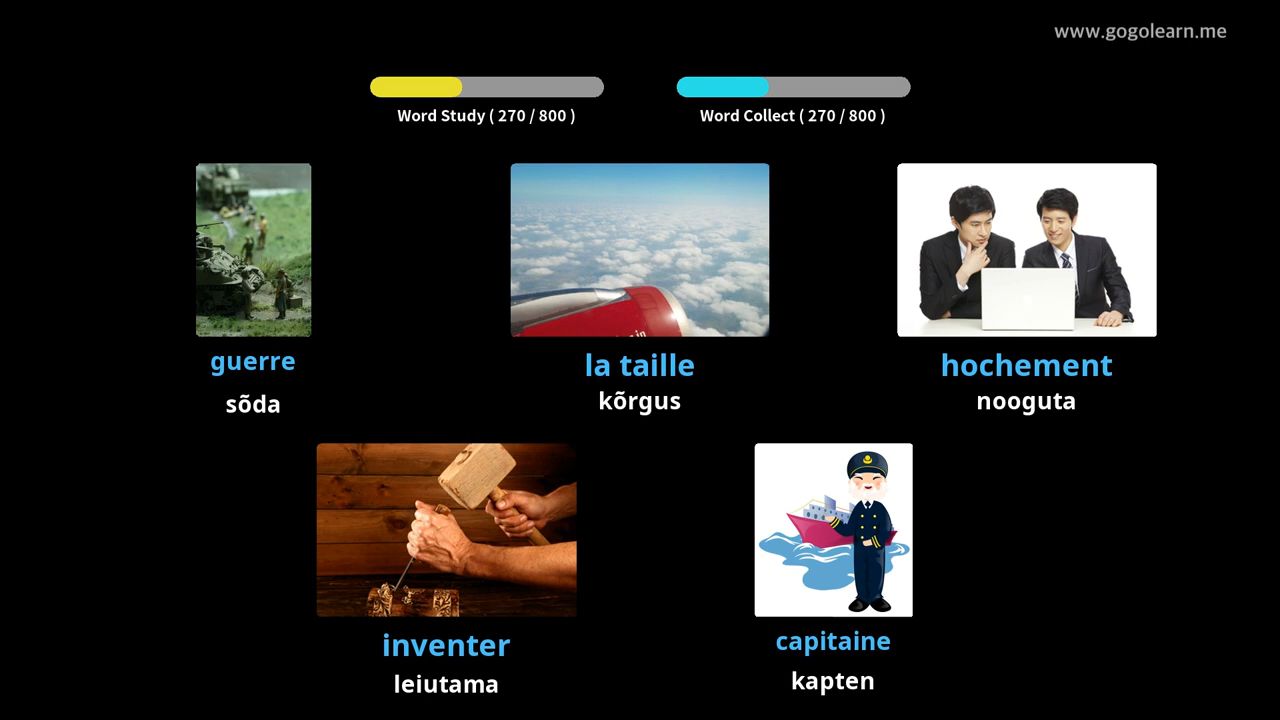 www.gogolearn.me
Word Study ( 270 / 800 )
Word Collect ( 270 / 800 )
guerre
sõda
la taille
kõrgus
hochement
nooguta
inventer
leiutama
capitaine
kapten